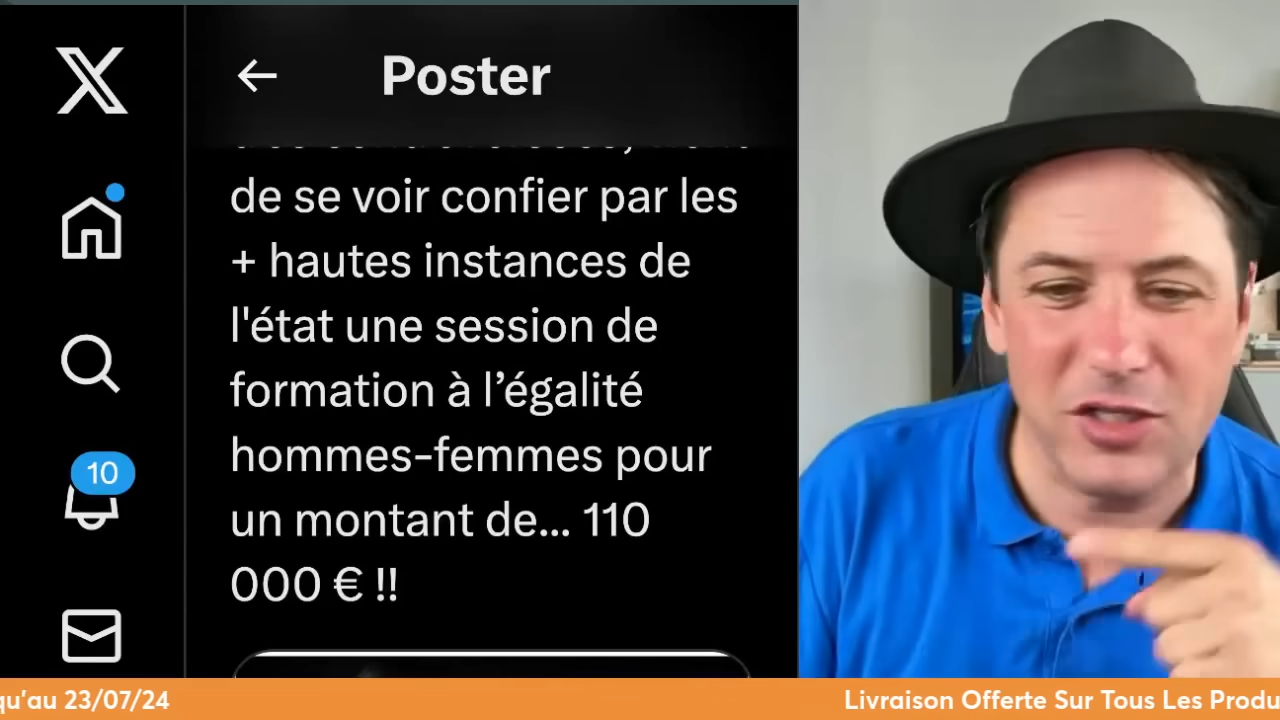 Poster
de se voir confier par les
+ hautes instances de
l'état une session de
formation à l’égalité
hommes-femmes pour
un montant de... 110
000 € !!
10
qu'au 23/07/24
Livraison Offerte Sur Tous Les Produ